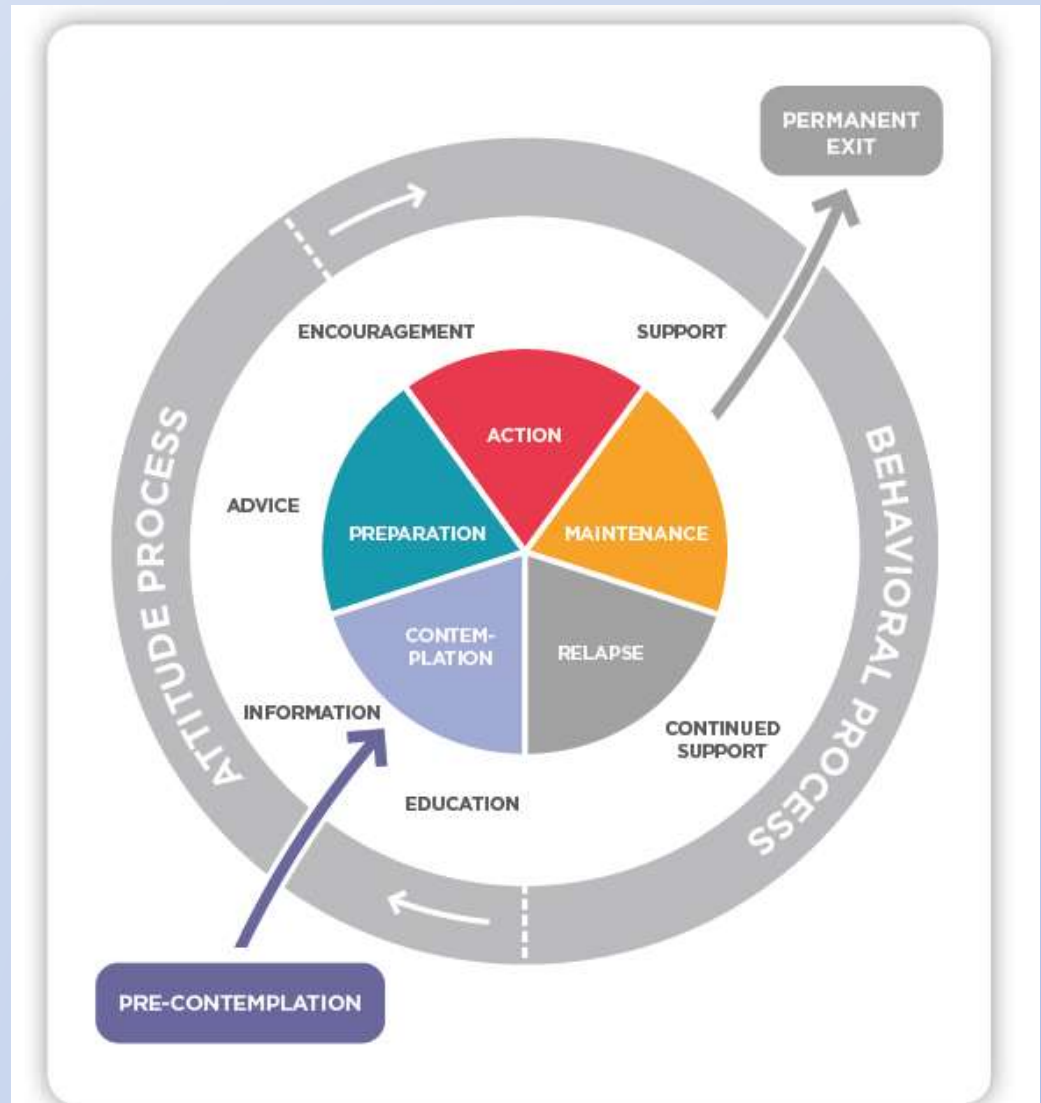 PERMANENT
EXIT
ENCOURAGEMENT
SUPPORT
ACTION
ADVICE
PREPARATION
MAINTENANCE
CONTEM-
PLATION
RELAPSE
INFORMATION
CONTINUED
SUPPORT
EDUCATION
ATTITUDE PROCESS
BEHAVIORAL PROCESS
PRE-CONTEMPLATION